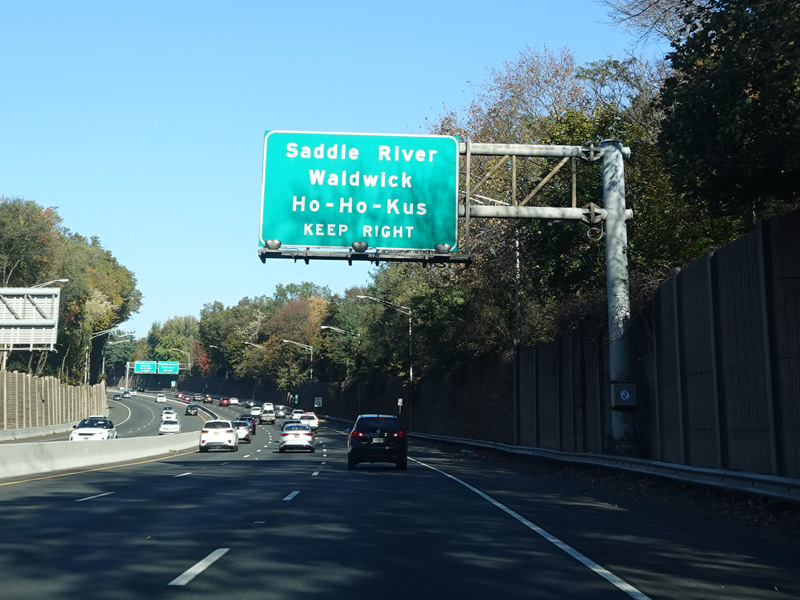 Saddle River
Waldwick
Ho-Ho-Kus
KEEP RIGHT